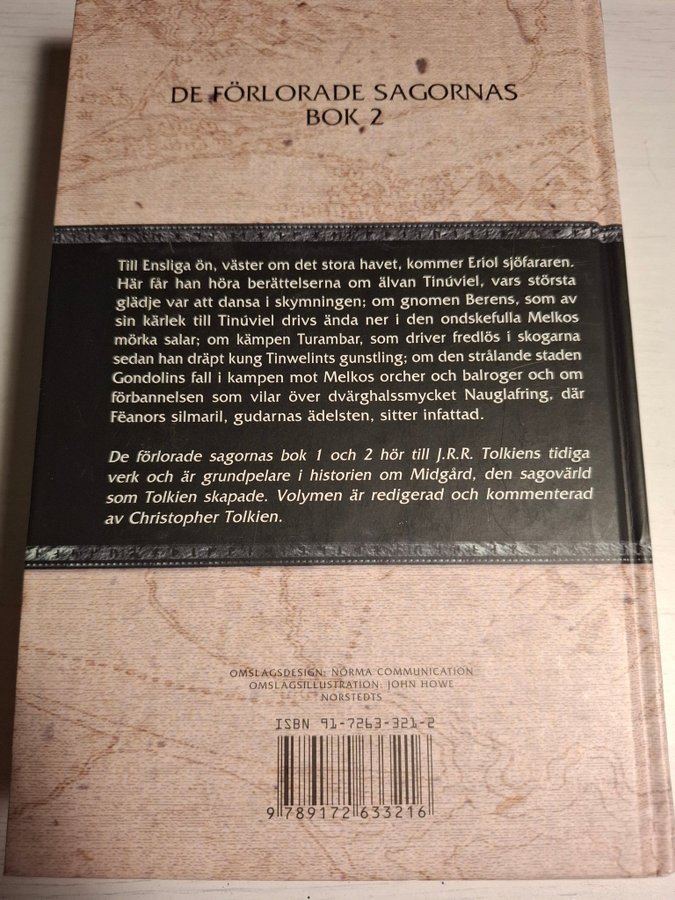 DE FÖRLORADE SAGORNAS
BOK 2
Till Ensliga ön, väster om det stora havet, kommer Eriol sjöfararen.
Här får han höra berättelserna om älvan Tinúviel, vars största
glädje var att dansa i skymningen; om gnomen Berens, som av
sin kärlek till Tinúviel drivs ända ner i den ondskefulla Melkos
mörka salar; om kämpen Turambar, som driver fredlös i skogarna
sedan han dräpt kung Tinwelints gunstling; om den strålande staden
Gondolins fall i kampen mot Melkos orcher och balroger och om
förbannelsen som vilar över dvärghalssmycket Nauglafring, där
Fëanors silmaril, gudarnas ädelsten, sitter infattad.
De förlorade sagornas bok 1 och 2 hör till J.R.R. Tolkiens tidiga
verk och är grundpelare i historien om Midgård, den sagovärld
som Tolkien skapade. Volymen är redigerad och kommenterad
av Christopher Tolkien.
OMSLAGSDESIGN: NORMA COMMUNICATION
OMSLAGSILLUSTRATION: JOHN HOWE
NORSTEDTS
ISBN 91-7263-321-2
9 789172 633216